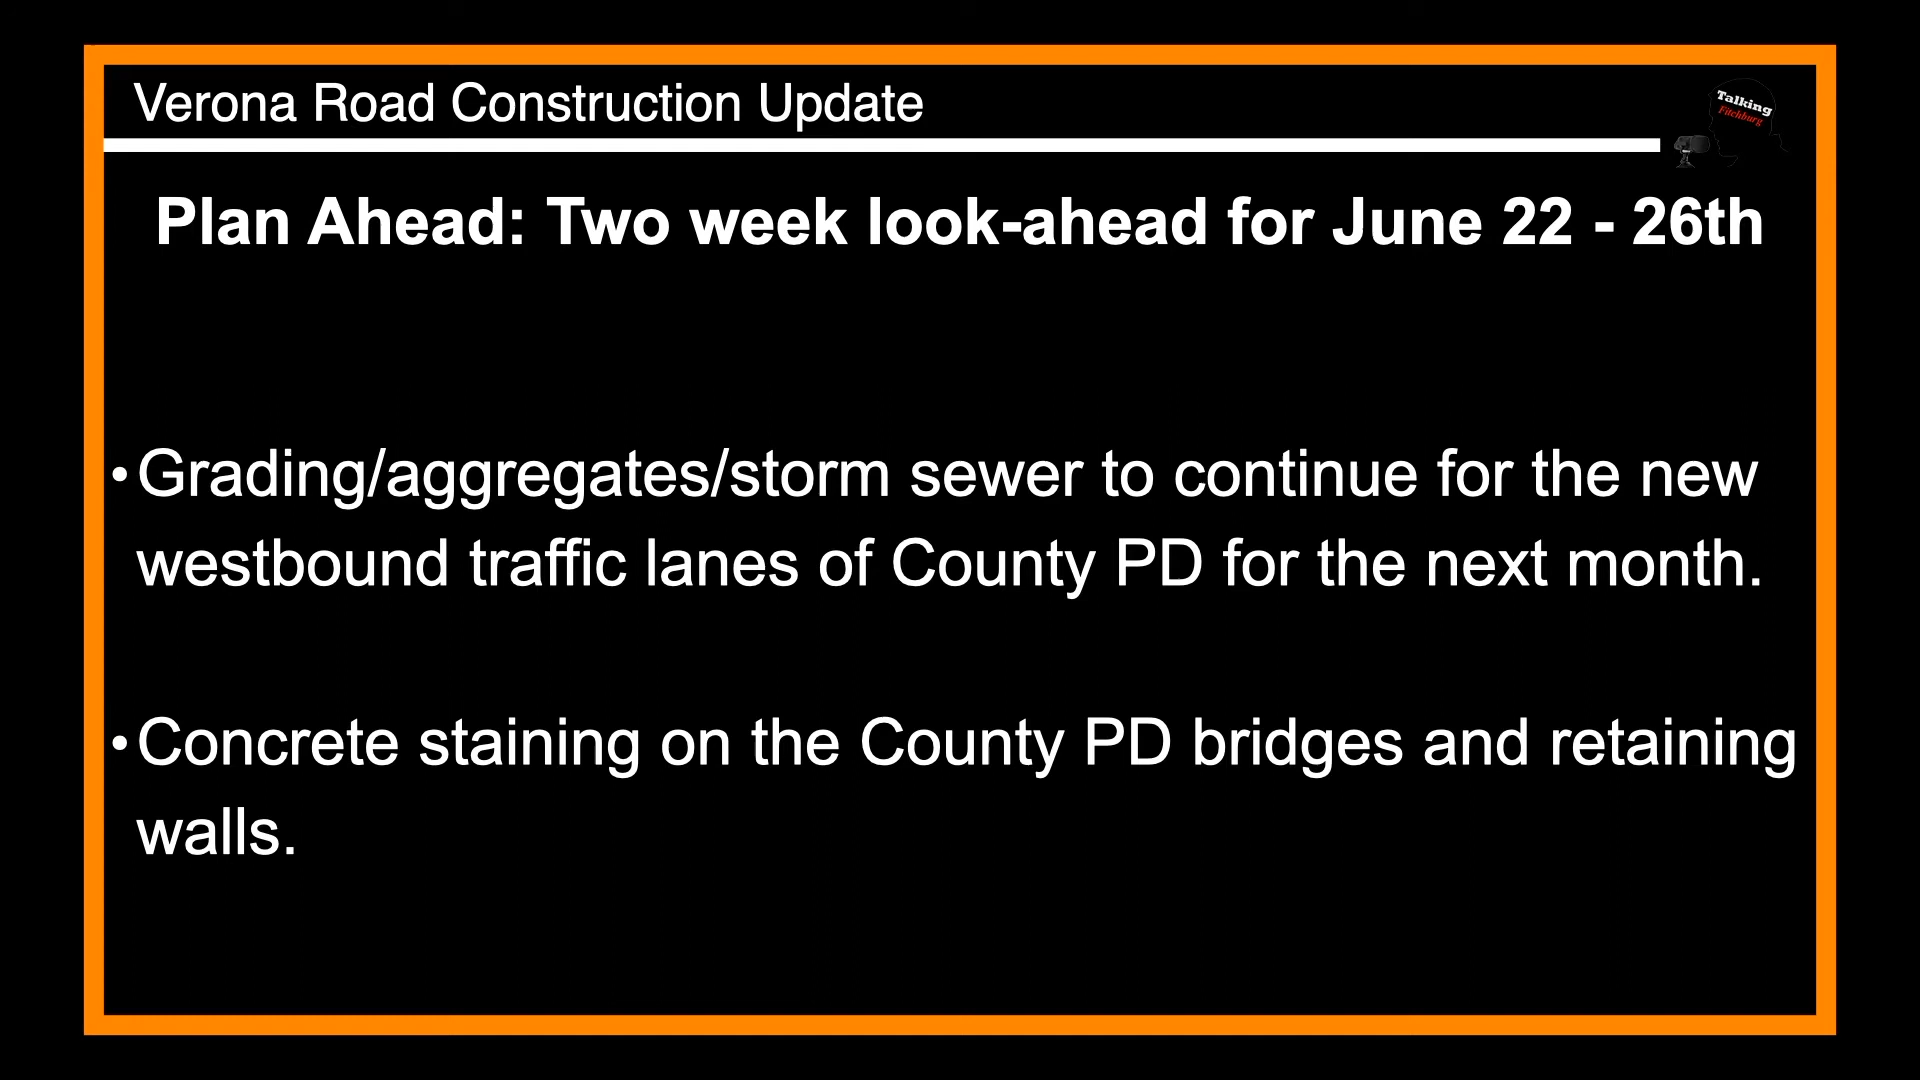 Verona Road Construction Update
Talking
Fitchburg
Plan Ahead: Two week look-ahead for June 22 - 26th
•Grading/aggregates/storm sewer to continue for the new
westbound traffic lanes of County PD for the next month.
•Concrete staining on the County PD bridges and retaining
walls.